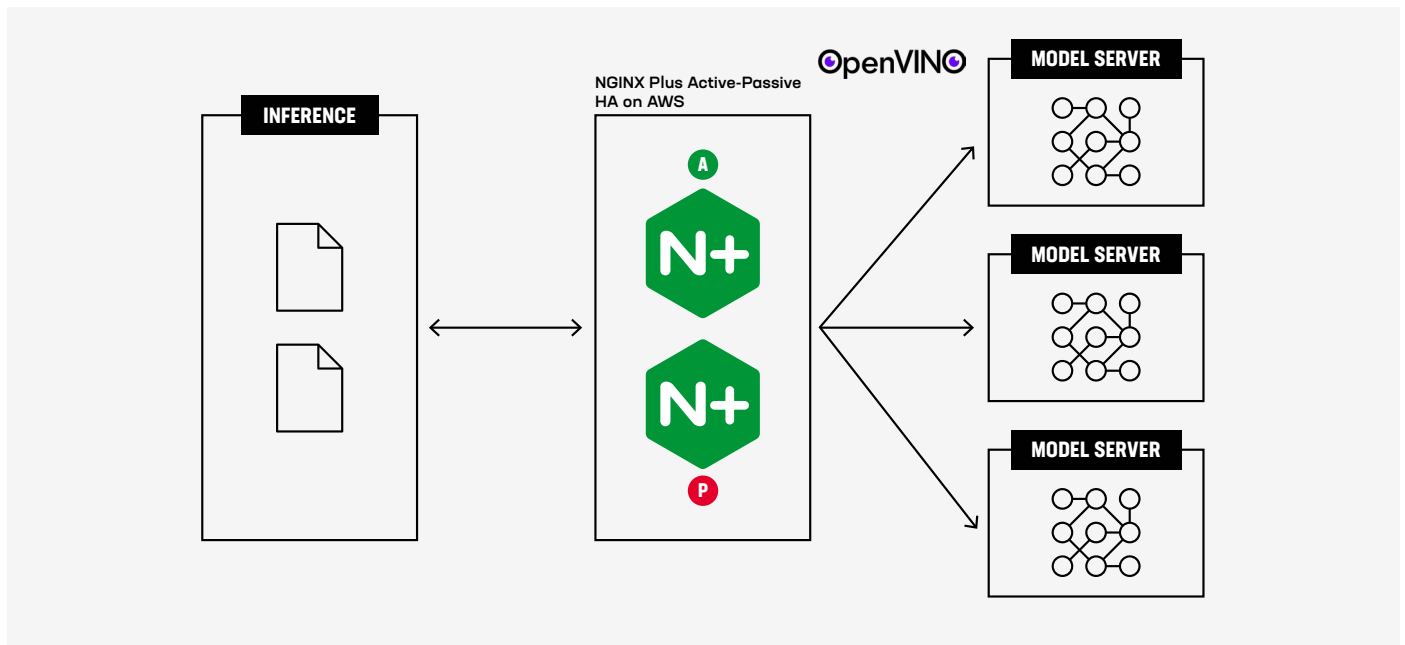 INFERENCE
NGINX Plus Active-Passive
HA on AWS
A
N+
N+
P
OpenVINO
MODEL SERVER
MODEL SERVER
MODEL SERVER